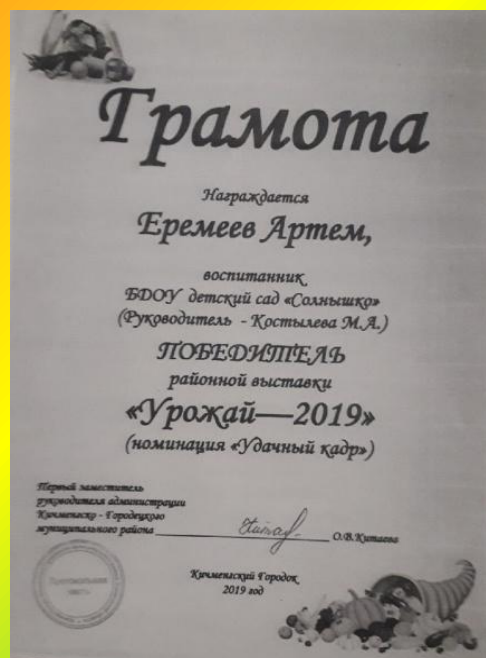 Грамота
Награждается
Еремеев Артем,
воспитанник
БДОУ детский сад «Солнышко»
(Руководитель - Костылева М.А.)
ПОБЕДИТЕЛЬ
районной выставки
«Урожай—2019»
(номинация «Удачный кадр»)
Первый заместитель
руководителя администрации
Кичменгско - Городецкого
муниципального района
О.В.Китаева
Кичменгский Городок
2019 год